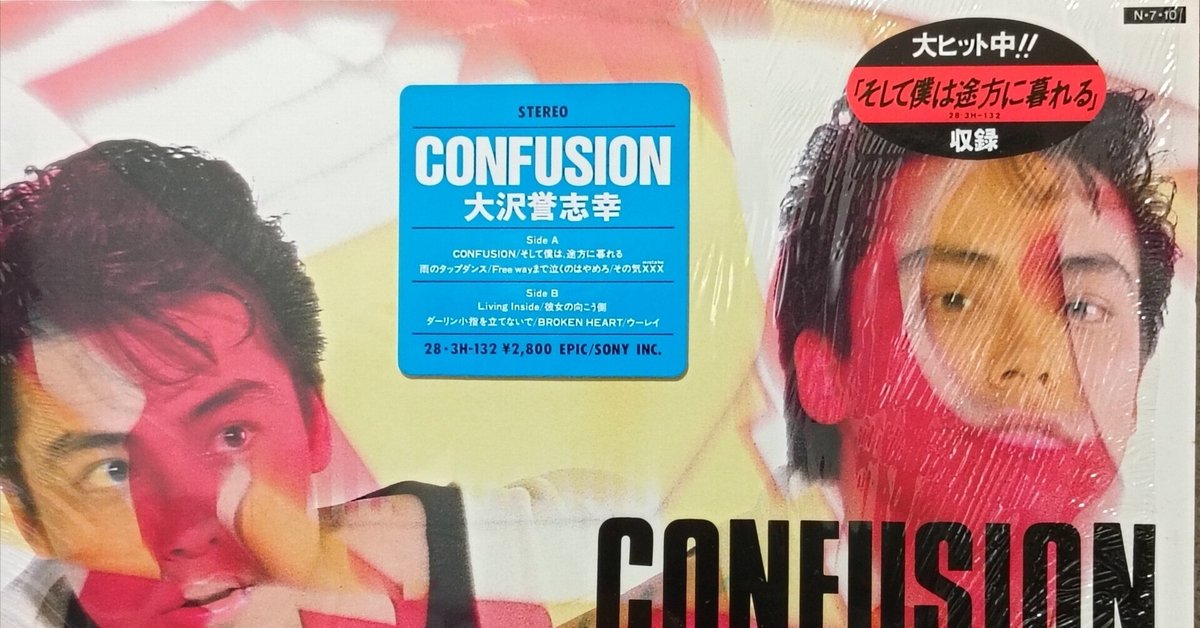 N•7•10
大ヒット中!!
「そして僕は途方に暮れる」
28・3H-132
収録
STEREO
CONFUSION
大沢誉志幸
Side A
CONFUSION/そして僕は、途方に暮れる
mistake
雨のタップダンス/Free wayまで泣くのはやめろ/その気XXX
Side B
Living Inside/彼女の向こう側
ダーリン小指を立てないで/BROKEN HEART/ウーレイ
28・3H-132 ¥2,800 EPIC/SONY INC.
CONFUSION